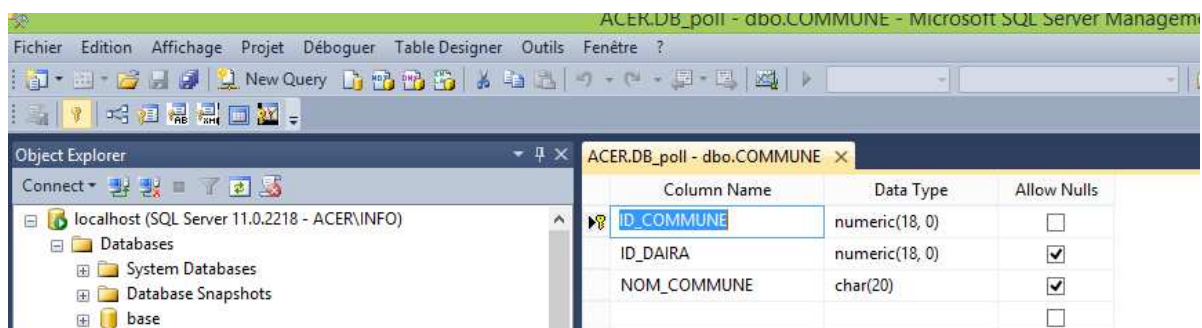 ACER.DB_poll - dbo.COMMUNE - Microsoft SQL Server Managem
Fichier Edition Affichage Projet Déboguer Table Designer Outils Fenêtre ?
New Query
Object Explorer
ACER.DB_poll - dbo.COMMUNE
Connect
Column Name Data Type Allow Nulls
localhost (SQL Server 11.0.2218 - ACER\INFO)
ID_COMMUNE numeric(18, 0)
Databases
ID_DAIRA numeric(18, 0)
System Databases
NOM_COMMUNE char(20)
Database Snapshots
base